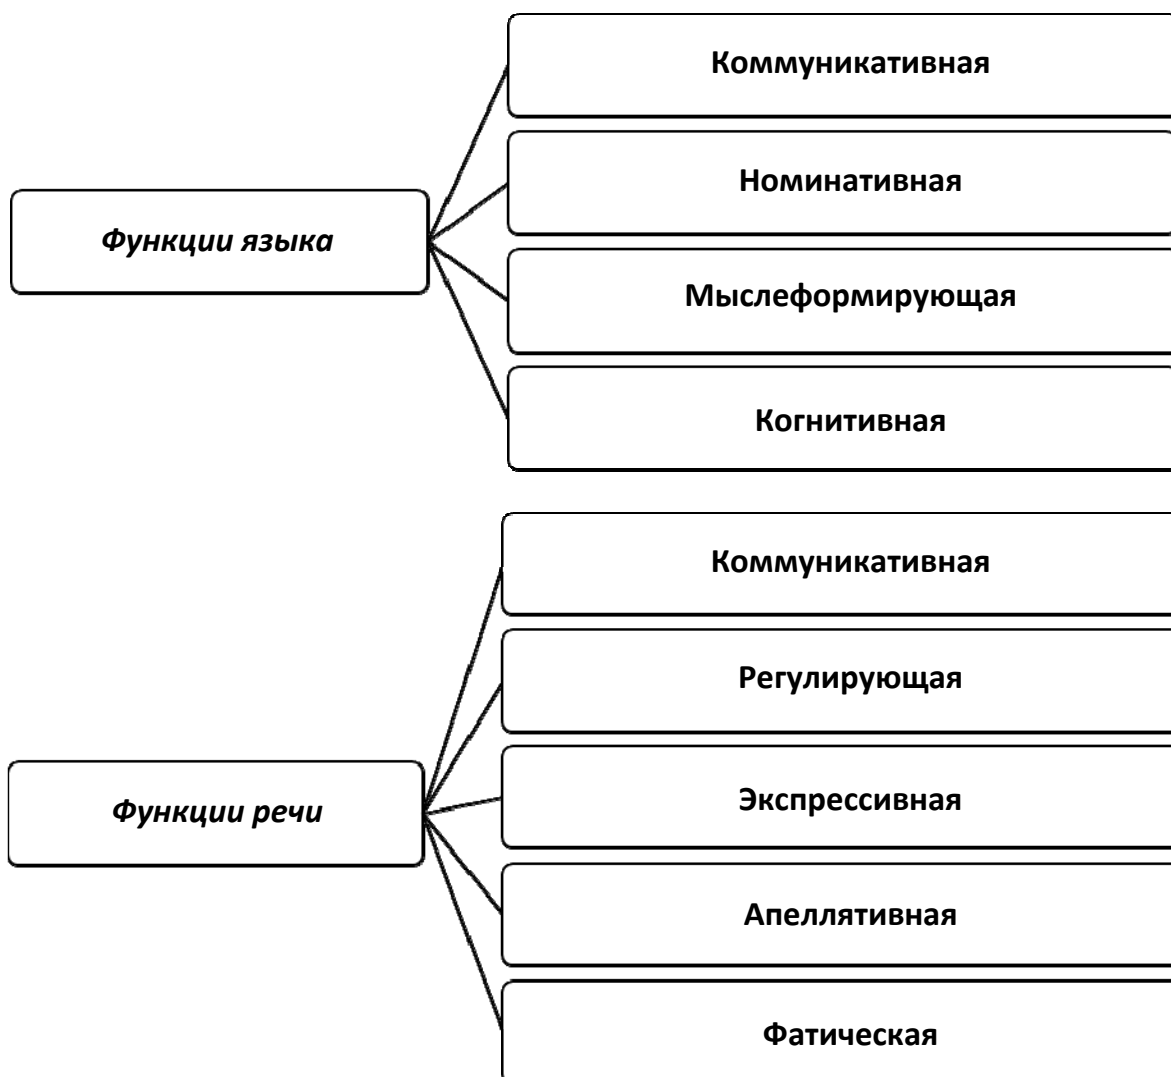 Функции языка
Коммуникативная
Номинативная
Мыслеформирующая
Когнитивная
Функции речи
Коммуникативная
Регулирующая
Экспрессивная
Апеллятивная
Фатическая